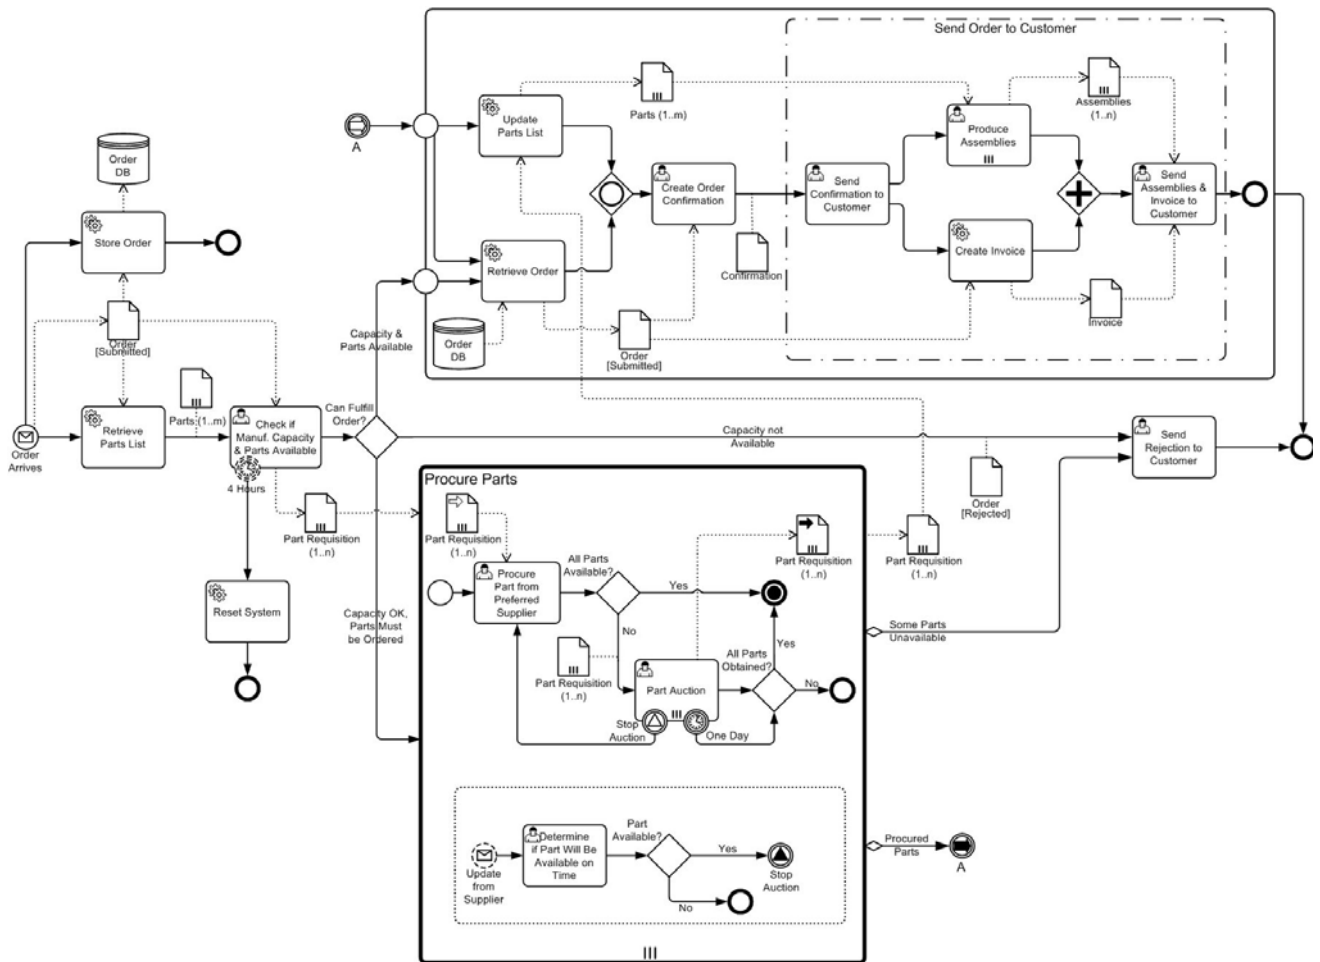 Send Order to Customer
Update
Parts List
Parts (1..m)
Produce
Assemblies
Assemblies
(1..n)
A
Order
DB
Create Order
Confirmation
Send
Confirmation to
Customer
Send
Assemblies &
Invoice to
Customer
Store Order
Retrieve Order
Create Invoice
Confirmation
Invoice
Order
DB
Order
[Submitted]
Order
[Submitted]
Capacity &
Parts Available
Parts (1..m)
Can Fulfill
Order?
Order
Arrives
Retrieve
Parts List
Check if
Manuf. Capacity
& Parts Available
4 Hours
Capacity not
Available
Send
Rejection to
Customer
Order
[Rejected]
Procure Parts
Part Requisition
(1..n)
Part Requisition
(1..n)
Part Requisition
(1..n)
Part Requisition
(1..n)
Procure
Part from
Preferred
Supplier
All Parts
Available?
Yes
No
Reset System
Capacity OK,
Parts Must
be Ordered
Some Parts
Unavailable
Part Requisition
(1..n)
Part Auction
All Parts
Obtained?
Yes
No
Stop
Auction
One Day
Update
from
Supplier
Determine
if Part Will Be
Available on
Time
Part
Available?
Yes
No
Stop
Auction
Procured
Parts
A